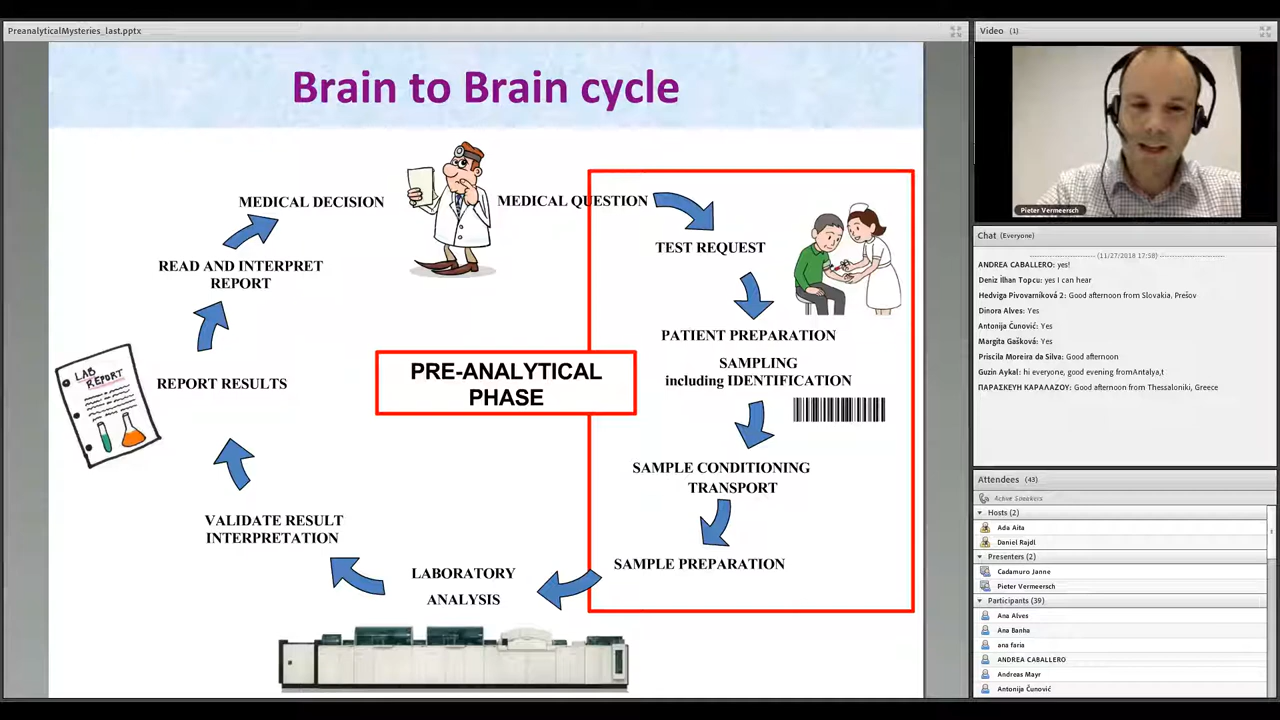 PreanalyticalMysteries_last.pptx
Brain to Brain cycle
MEDICAL DECISION
MEDICAL QUESTION
TEST REQUEST
READ AND INTERPRET
REPORT
PATIENT PREPARATION
SAMPLING
including IDENTIFICATION
PRE-ANALYTICAL
PHASE
LAB
REPORT
REPORT RESULTS
SAMPLE CONDITIONING
TRANSPORT
VALIDATE RESULT
INTERPRETATION
SAMPLE PREPARATION
LABORATORY
ANALYSIS
Video (1)
Pieter Vermeersch
Chat (Everyone)
(11/27/2018 17:58)
ANDREA CABALLERO: yes!
Deniz İlhan Topcu: yes I can hear
Hedviga Pivovarníková 2: Good afternoon from Slovakia, Prešov
Dinora Alves: Yes
Antonija Čunović: Yes
Margita Gašková: Yes
Priscila Moreira da Silva: Good afternoon
Guzin Aykal: hi everyone, good evening fromAntalya,t
ΠΑΡΑΣΚΕΥΗ ΚΑΡΑΛΑΖΟΥ: Good afternoon from Thessaloniki, Greece
Attendees (43)
Active Speakers
Hosts (2)
Ada Aita
Daniel Rajdl
Presenters (2)
Cadamuro Janne
Pieter Vermeersch
Participants (39)
Ana Alves
Ana Banha
ana faria
ANDREA CABALLERO
Andreas Mayr
Antonija Čunović